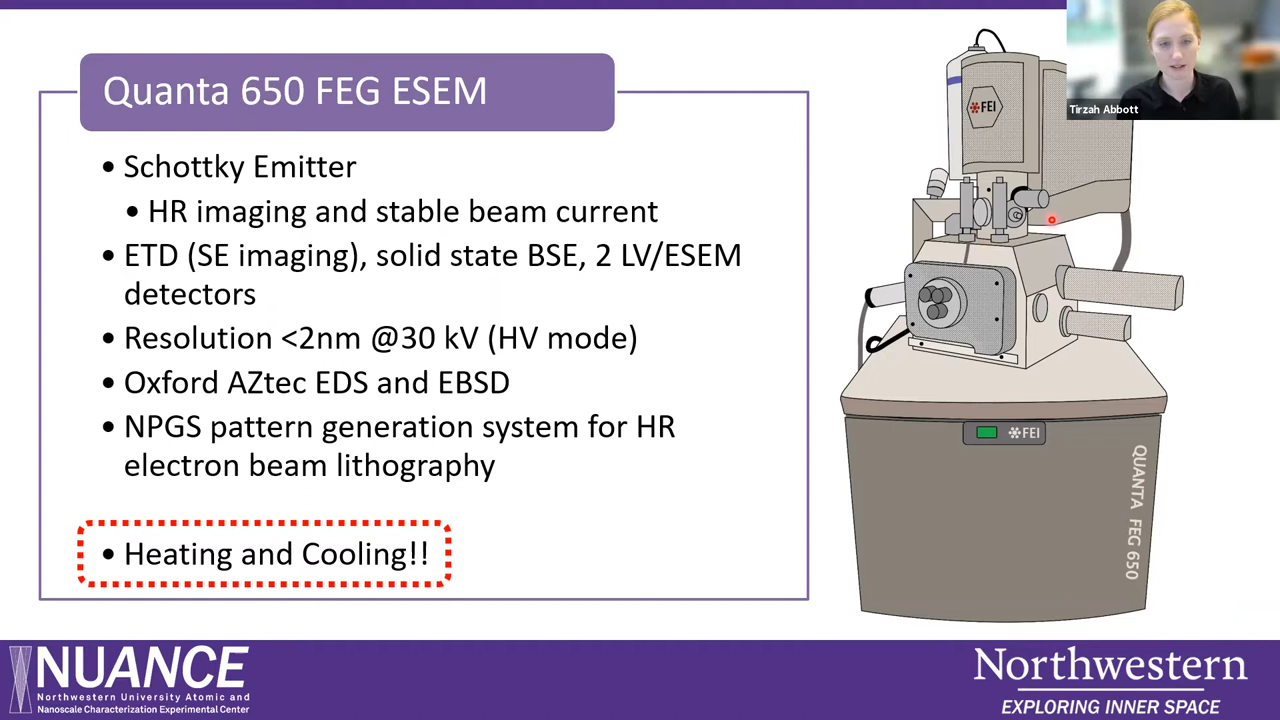 Quanta 650 FEG ESEM
• Schottky Emitter
• HR imaging and stable beam current
• ETD (SE imaging), solid state BSE, 2 LV/ESEM
detectors
• Resolution <2nm @30 kV (HV mode)
• Oxford AZtec EDS and EBSD
• NPGS pattern generation system for HR
electron beam lithography
• Heating and Cooling!!
FEI
Tirzah Abbott
FEI
QUANTA FEG 650
NUANCE
Northwestern University Atomic and
Nanoscale Characterization Experimental Center
Northwestern
EXPLORING INNER SPACE